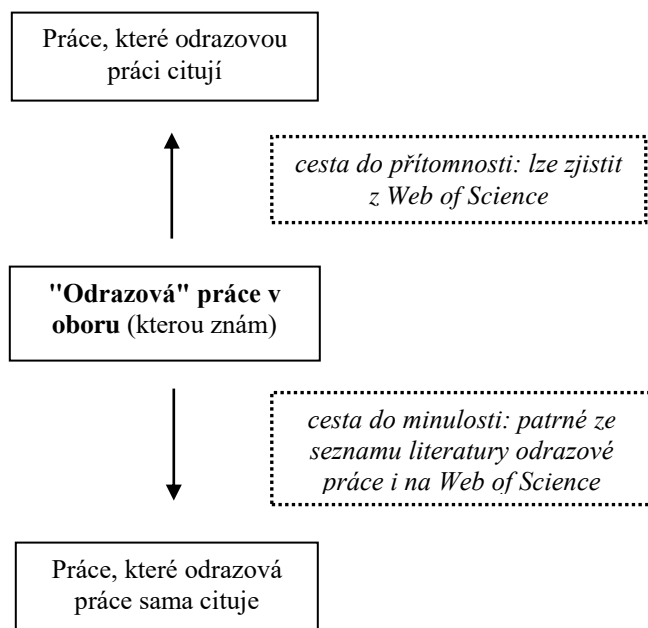 Práce, které odrazovou
práci citují
cesta do přítomnosti: lze zjistit
z Web of Science
"Odrazová" práce v
oboru (kterou znám)
cesta do minulosti: patrné ze
seznamu literatury odrazové
práce i na Web of Science
Práce, které odrazová
práce sama cituje